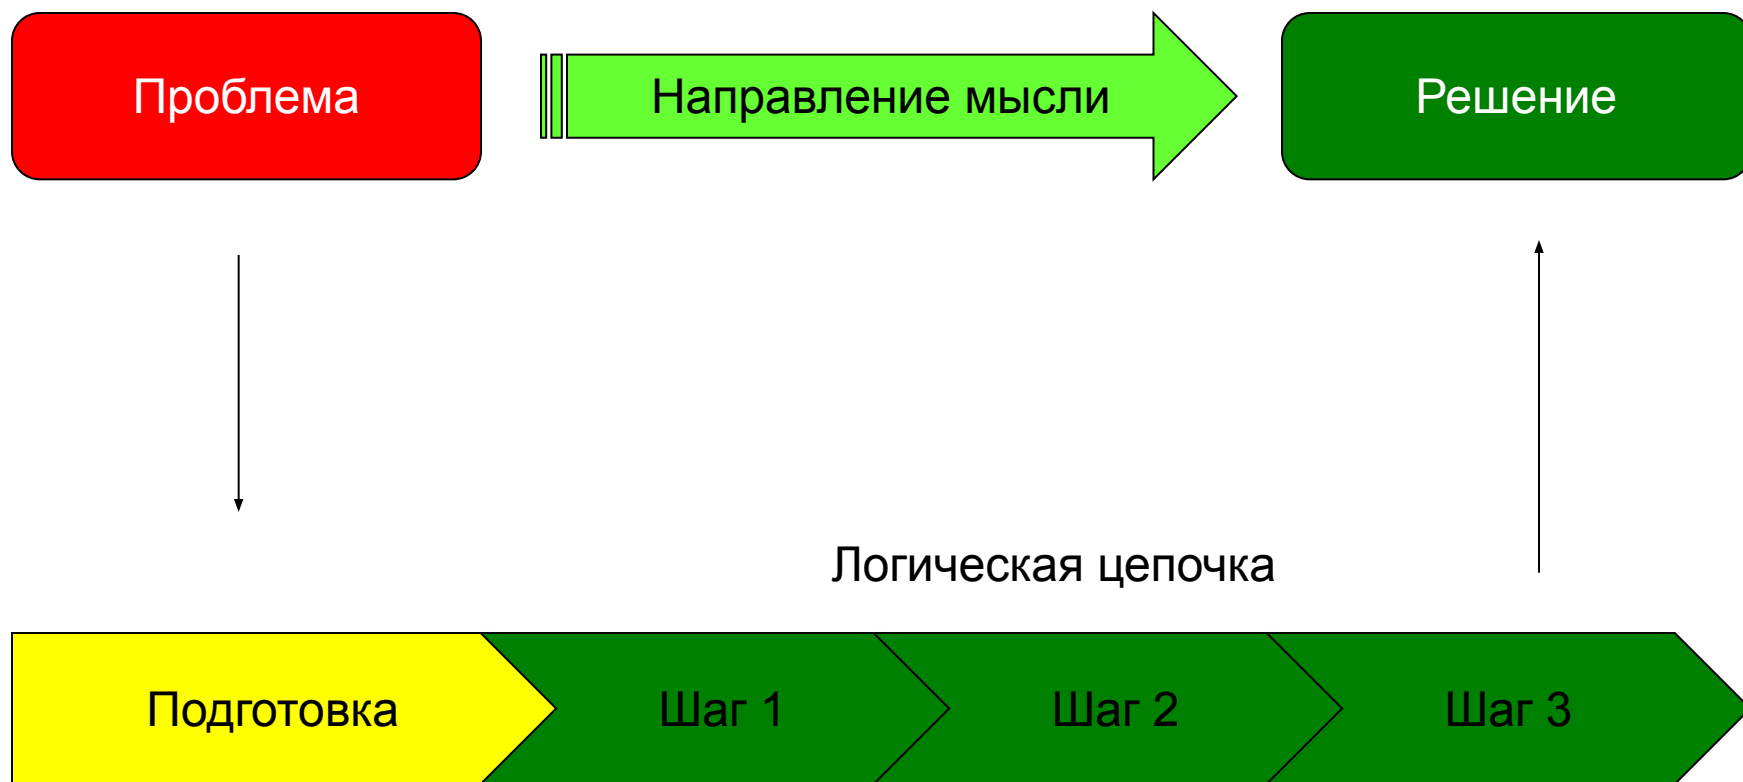 Проблема
Направление мысли
Решение
Логическая цепочка
Подготовка
Шаг 1
Шаг 2
Шаг 3